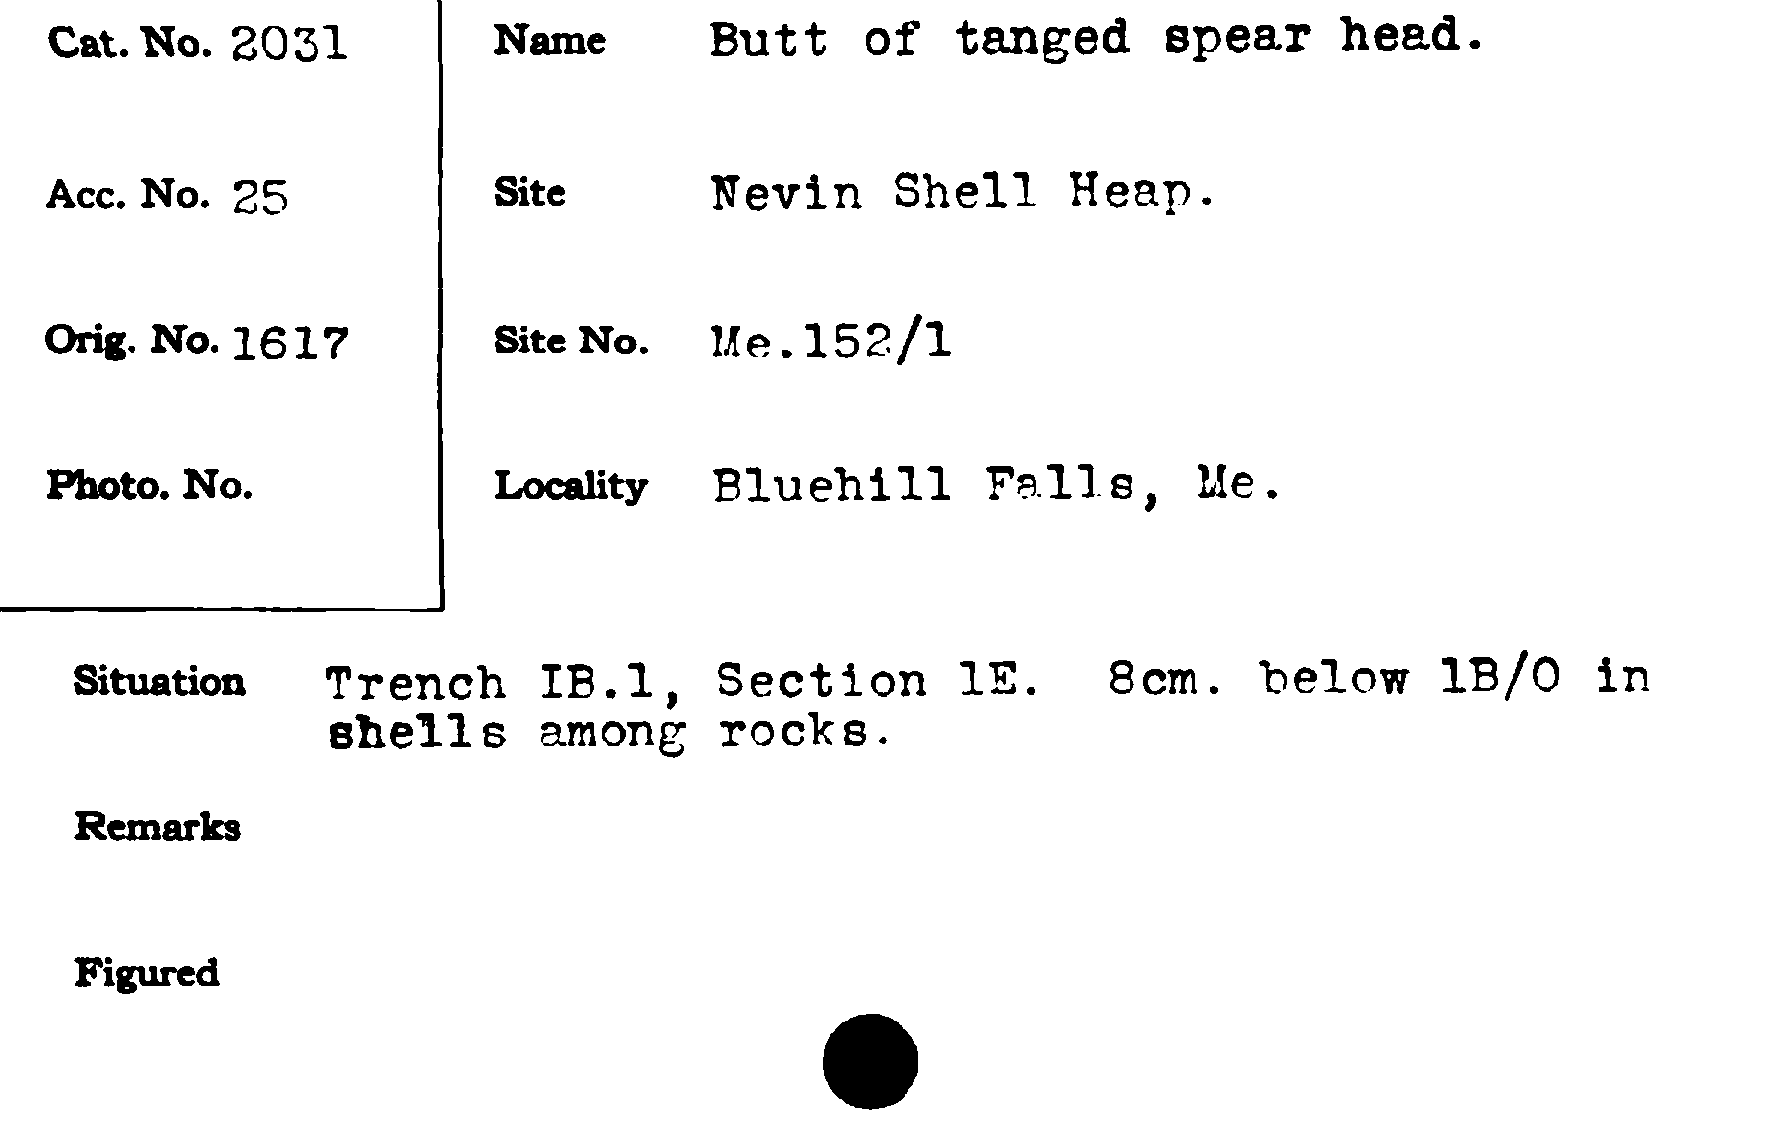 Cat. No. 2031
Name Butt of tanged spear head.
Acc. No. 25
Site Nevin Shell Heap.
Orig. No. 1617
Site No. Me.152/1
Photo. No.
Locality Bluehill Falls, Me.
Situation Trench IB.1, Section 1E. 8cm. below 1B/0 in
shells among rocks.
Remarks
Figured